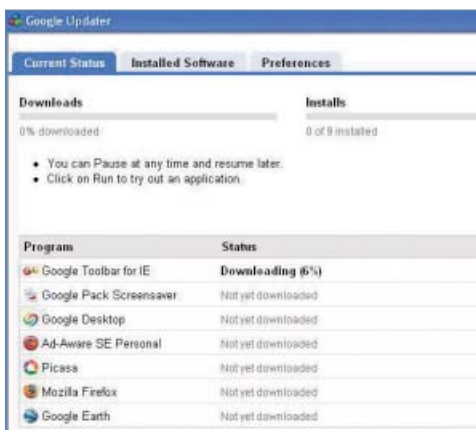 Google Updater
Current Status Installed Software Preferences
Downloads Installs
0% downloaded 0 of 9 installed
• You can Pause at any time and resume later.
• Click on Run to try out an application.
Program Status
Google Toolbar for IE Downloading (6%)
Google Pack Screensaver Not yet downloaded
Google Desktop Not yet downloaded
Ad-Aware SE Personal Not yet downloaded
Picasa Not yet downloaded
Mozilla Firefox Not yet downloaded
Google Earth Not yet downloaded